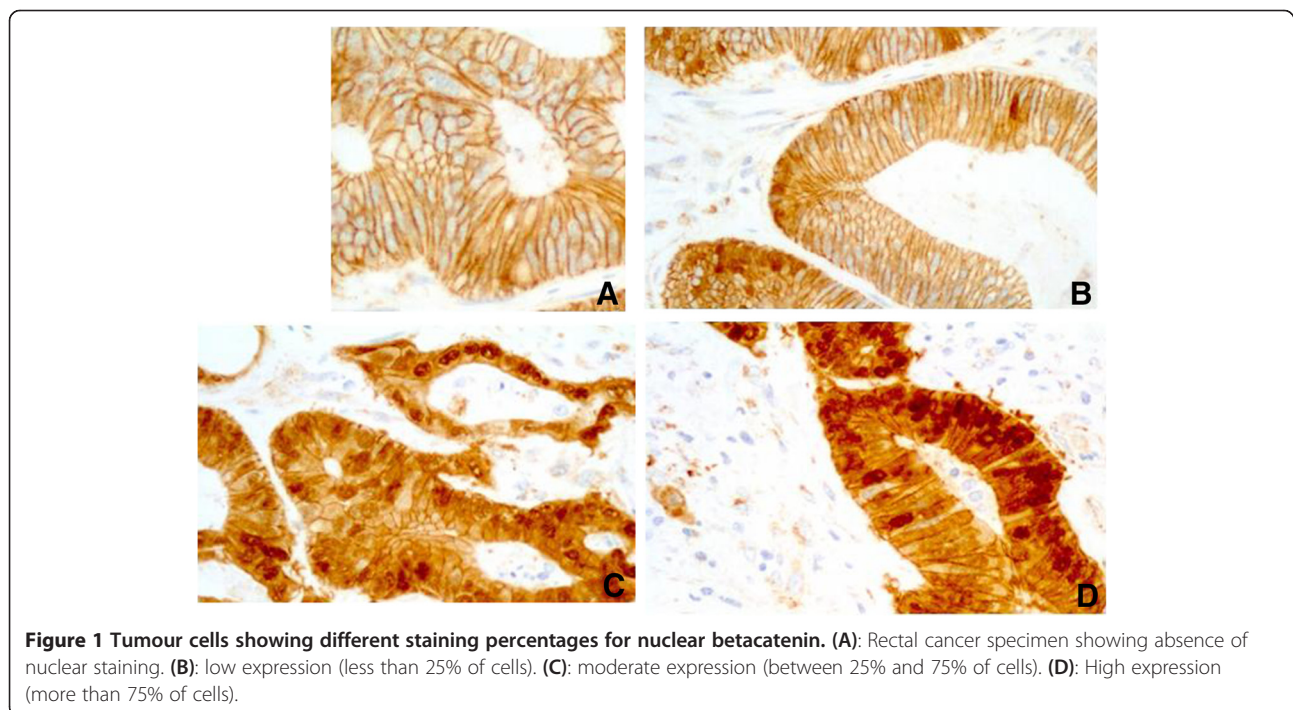 A
B
C
D
Figure 1 Tumour cells showing different staining percentages for nuclear betacatenin. (A): Rectal cancer specimen showing absence of
nuclear staining. (B): low expression (less than 25% of cells). (C): moderate expression (between 25% and 75% of cells). (D): High expression
(more than 75% of cells).